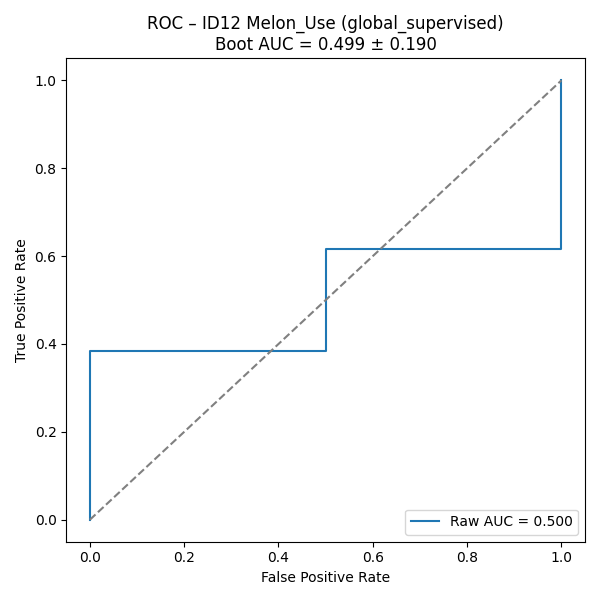 ROC – ID12 Melon_Use (global_supervised)
Boot AUC = 0.499 ± 0.190
1.0
0.8
0.6
0.4
0.2
0.0
True Positive Rate
Raw AUC = 0.500
0.0 0.2 0.4 0.6 0.8 1.0
False Positive Rate